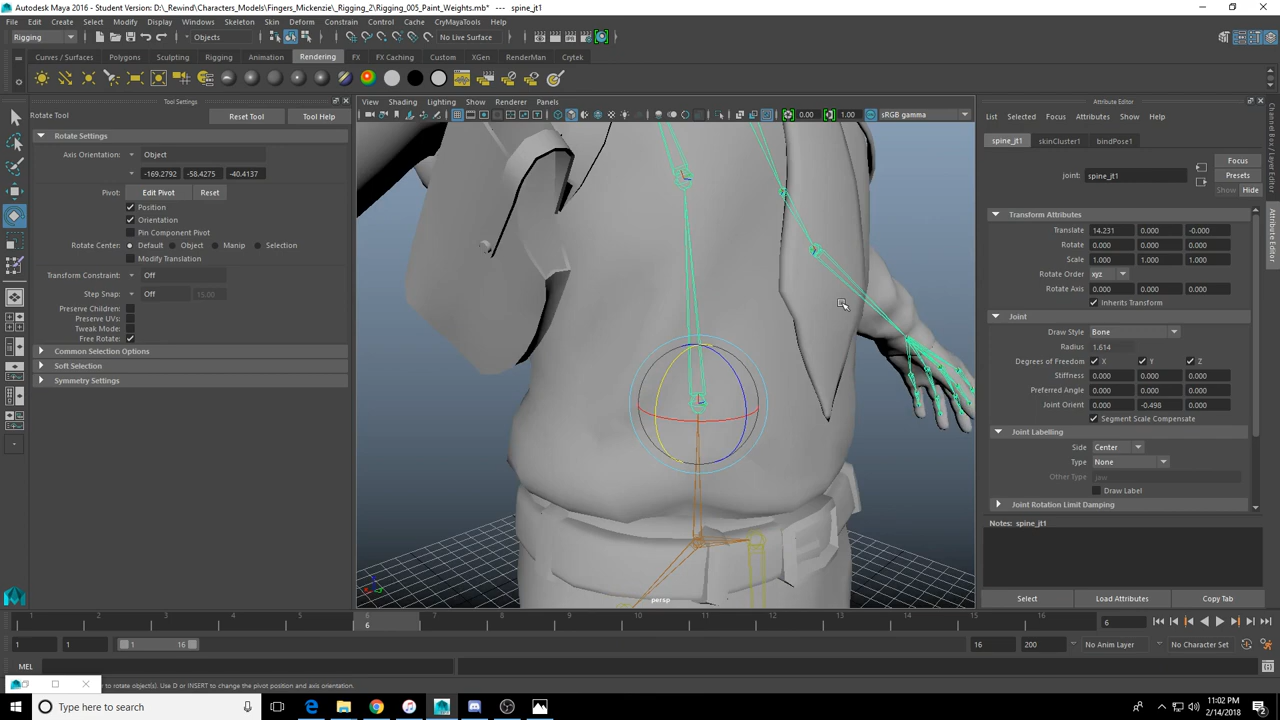 Autodesk Maya 2016 - Student Version: D:\_Rewind\Characters_Models\Fingers_Mickenzie\_Rigging_2\Rigging_005_Paint_Weights.mb* --- spine_jt1
File Edit Create Select Modify Display Windows Skeleton Skin Deform Constrain Control Cache CryMayaTools Help
Rigging Objects No Live Surface
Curves / Surfaces Polygons Sculpting Rigging Animation Rendering FX FX Caching Custom XGen RenderMan Crytek
Tool Settings
Rotate Tool Reset Tool Tool Help
Rotate Settings
Axis Orientation: Object
-169.2792 -58.4275 -40.4137
Pivot: Edit Pivot Reset
Position
Orientation
Pin Component Pivot
Rotate Center: Default Object Manip Selection
Modify Translation
Transform Constraint: Off
Step Snap: Off 15.00
Preserve Children:
Preserve UVs:
Tweak Mode:
Free Rotate:
Common Selection Options
Soft Selection
Symmetry Settings
View Shading Lighting Show Renderer Panels
0.00 1.00 sRGB gamma
persp
Attribute Editor
List Selected Focus Attributes Show Help
spine_jt1 skinCluster1 bindPose1
Focus
joint: spine_jt1 Presets
Show Hide
Transform Attributes
Translate 14.231 0.000 -0.000
Rotate 0.000 0.000 0.000
Scale 1.000 1.000 1.000
Rotate Order xyz
Rotate Axis 0.000 0.000 0.000
Inherits Transform
Joint
Draw Style Bone
Radius 1.614
Degrees of Freedom X Y Z
Stiffness 0.000 0.000 0.000
Preferred Angle 0.000 0.000 0.000
Joint Orient 0.000 -0.498 0.000
Segment Scale Compensate
Joint Labelling
Side Center
Type None
Other Type Jaw
Draw Label
Joint Rotation Limit Damping
Notes: spine_jt1
Select Load Attributes Copy Tab
Channel Box / Layer Editor
Attribute Editor
1 2 3 4 5 6 7 8 9 10 11 12 13 14 15 16
6 6
1 1 1 16 16 200 No Anim Layer No Character Set
MEL
to rotate object(s). Use D or INSERT to change the pivot position and axis orientation.
Type here to search
11:02 PM
2/14/2018